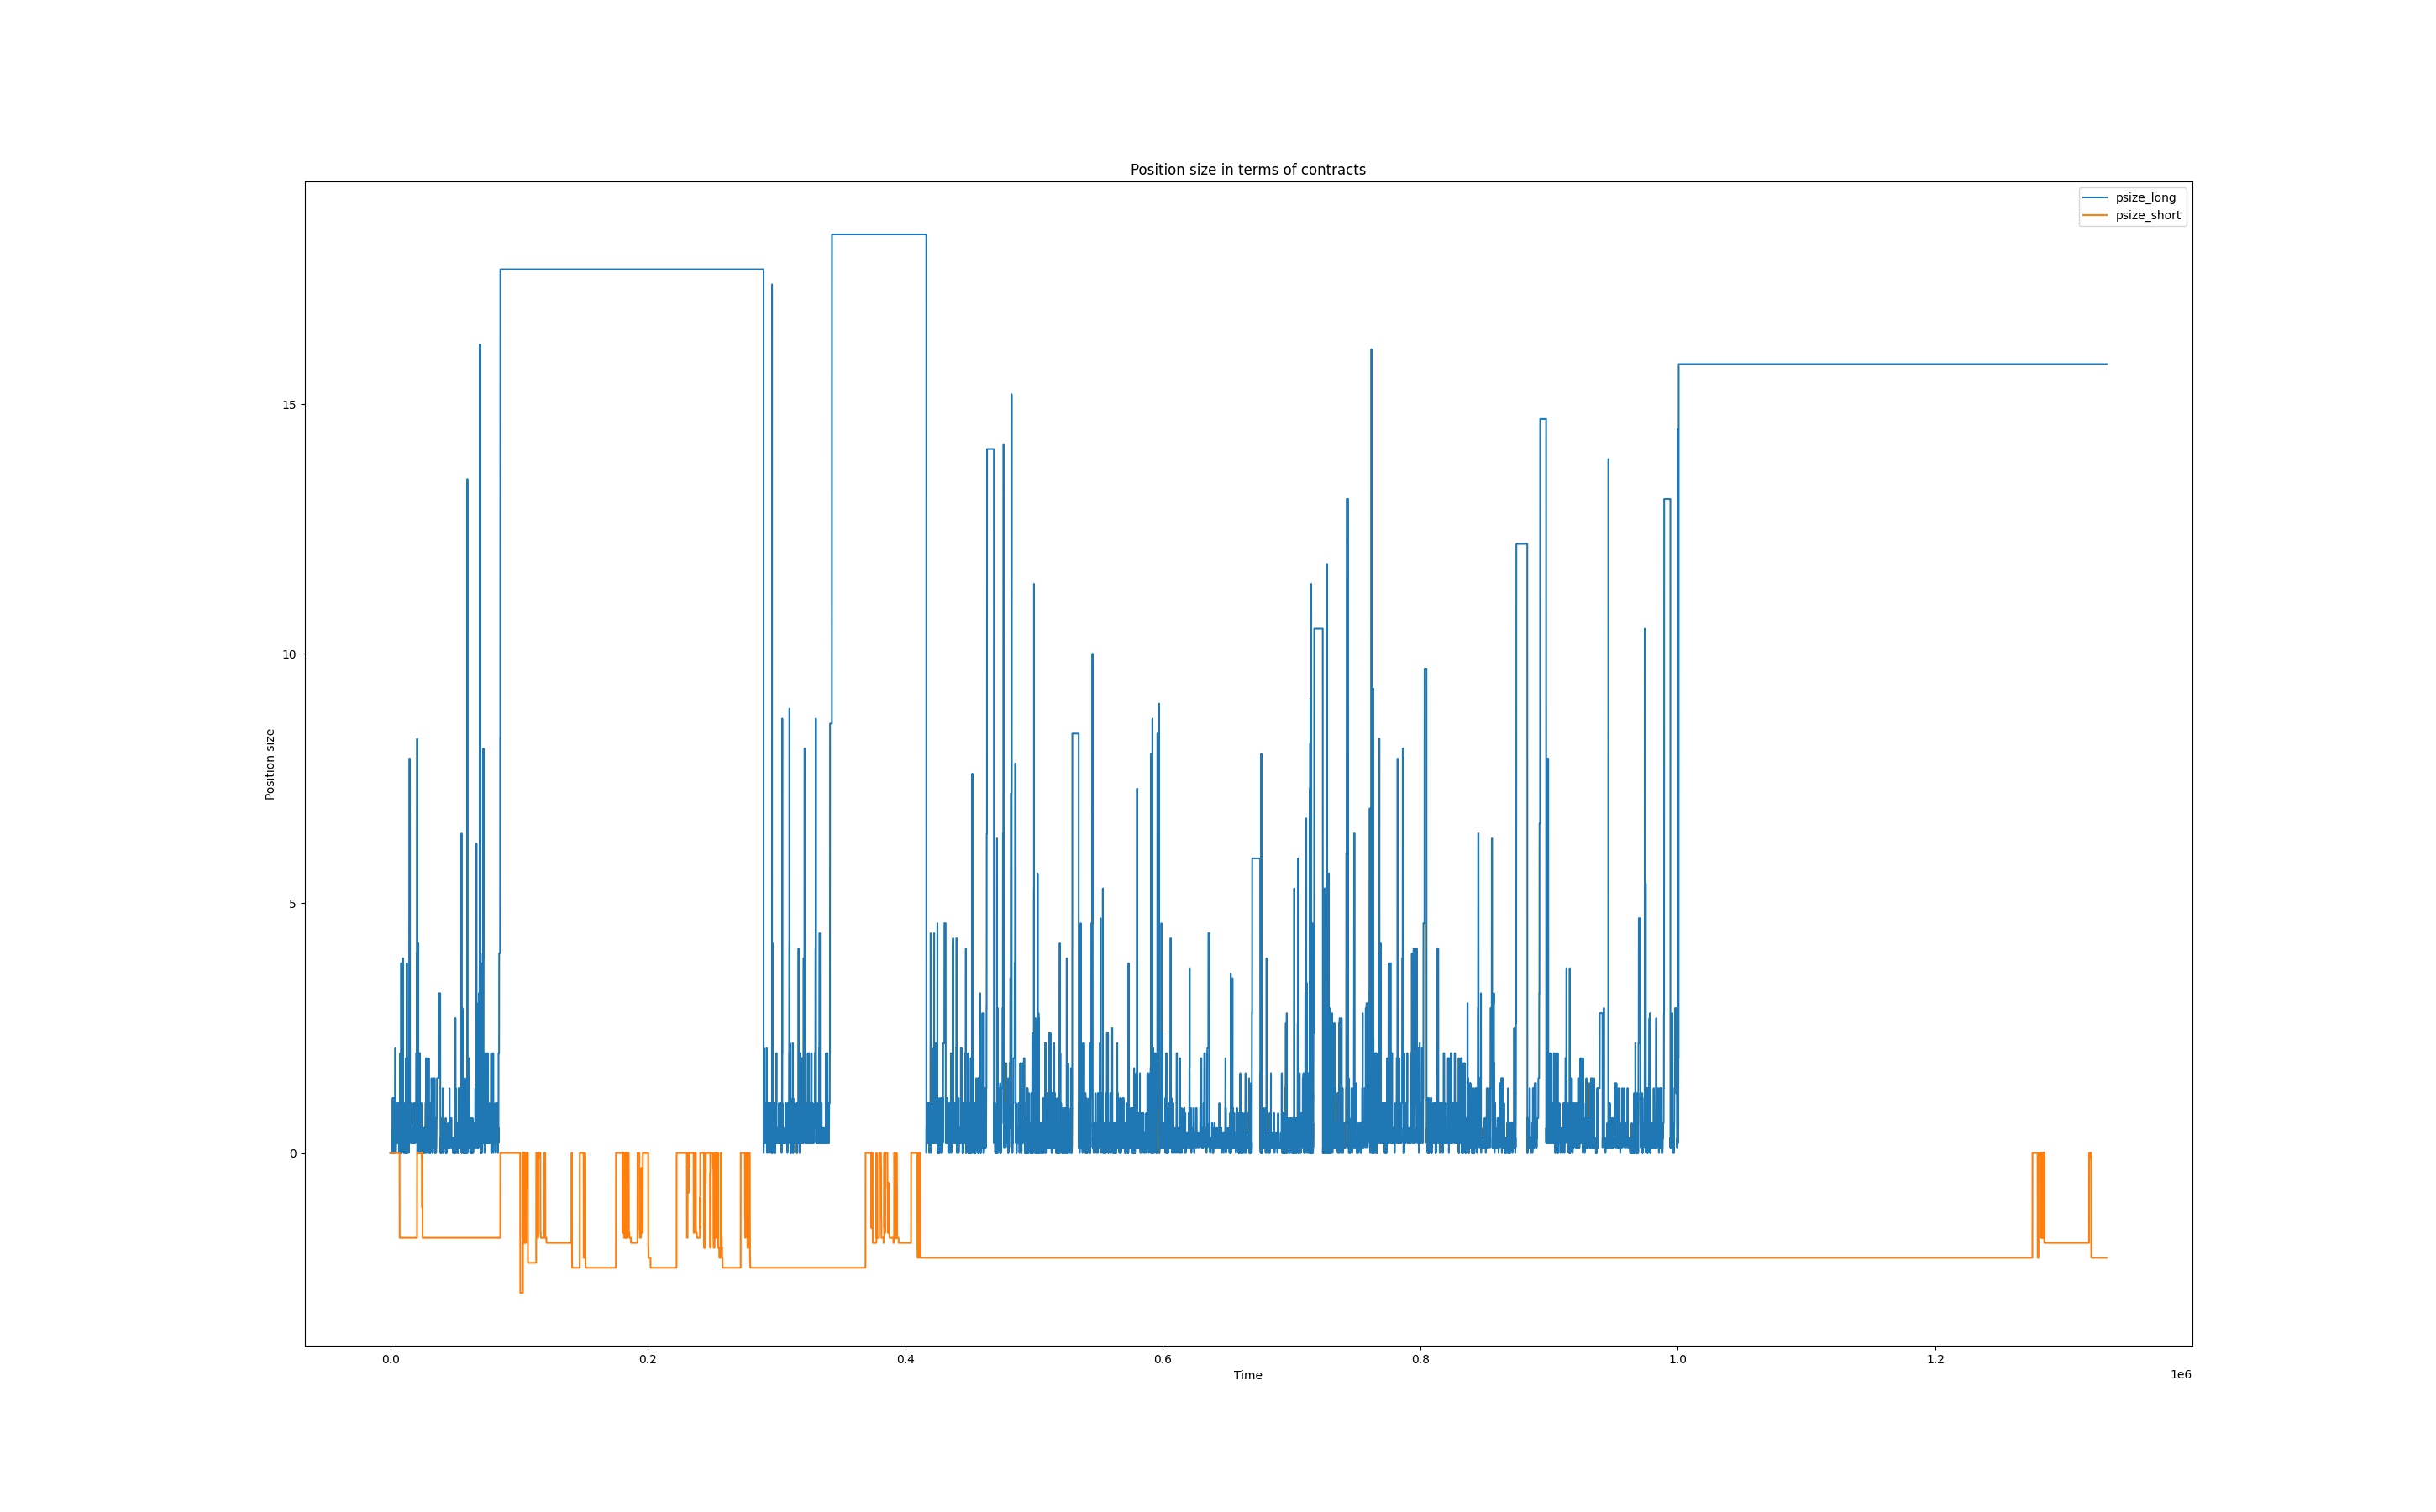 Position size in terms of contracts
psize_long
psize_short
15
10
5
0
Position size
0.0 0.2 0.4 0.6 0.8 1.0 1.2
Time
1e6